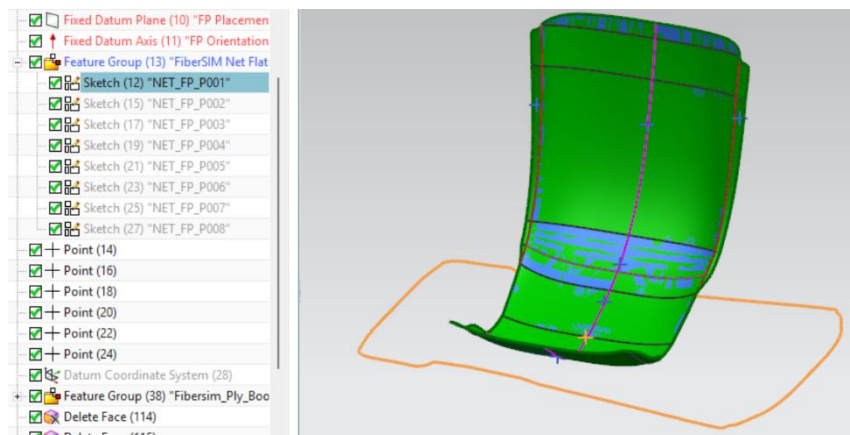 Fixed Datum Plane (10) "FP Placemen
Fixed Datum Axis (11) "FP Orientation
Feature Group (13) "FiberSIM Net Flat
Sketch (12) "NET_FP_P001"
Sketch (15) "NET_FP_P002"
Sketch (17) "NET_FP_P003"
Sketch (19) "NET_FP_P004"
Sketch (21) "NET_FP_P005"
Sketch (23) "NET_FP_P006"
Sketch (25) "NET_FP_P007"
Sketch (27) "NET_FP_P008"
Point (14)
Point (16)
Point (18)
Point (20)
Point (22)
Point (24)
Datum Coordinate System (28)
Feature Group (38) "Fibersim_Ply_Boo
Delete Face (114)